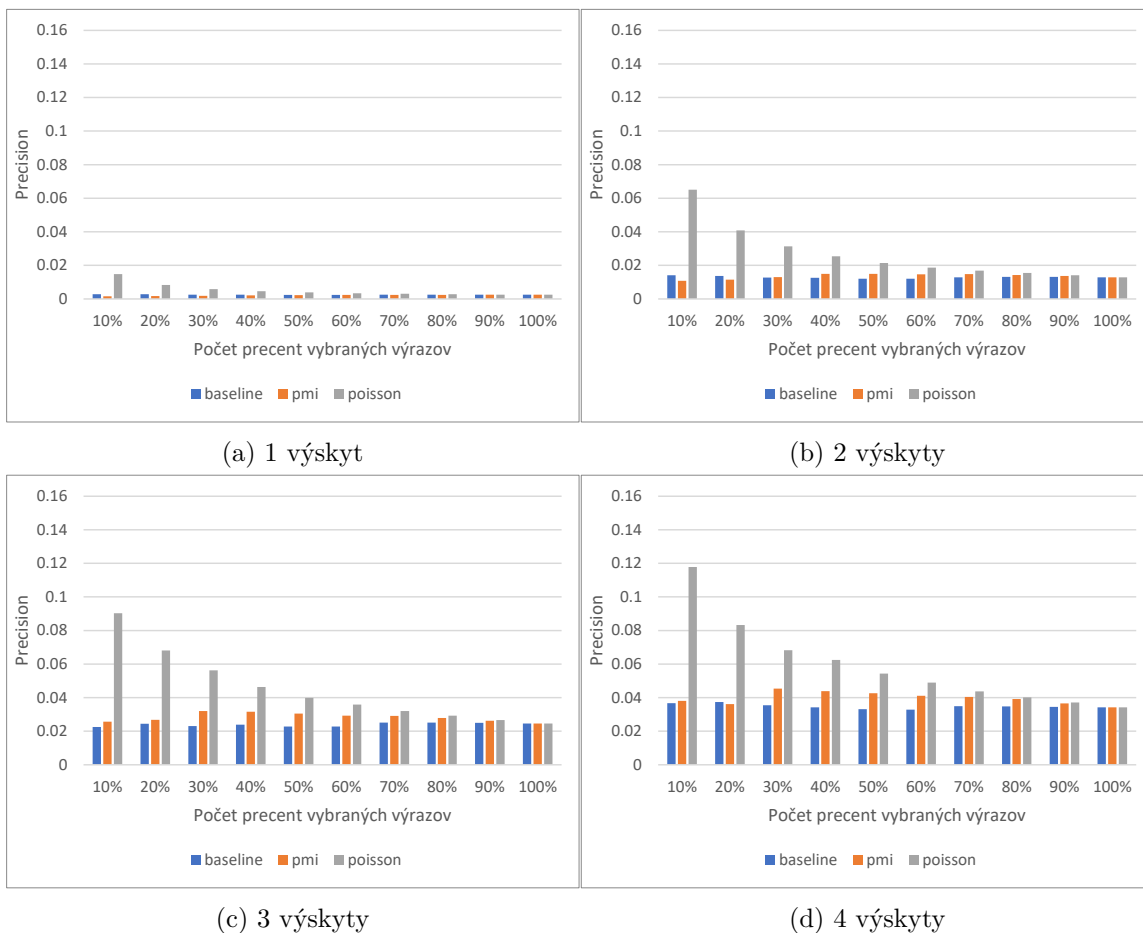 0.16
0.14
0.12
0.1
0.08
0.06
0.04
0.02
0
Precision
10% 20% 30% 40% 50% 60% 70% 80% 90% 100%
Počet precent vybraných výrazov
baseline pmi poisson
(a) 1 výskyt
0.16
0.14
0.12
0.1
0.08
0.06
0.04
0.02
0
Precision
10% 20% 30% 40% 50% 60% 70% 80% 90% 100%
Počet precent vybraných výrazov
baseline pmi poisson
(b) 2 výskyty
0.16
0.14
0.12
0.1
0.08
0.06
0.04
0.02
0
Precision
10% 20% 30% 40% 50% 60% 70% 80% 90% 100%
Počet precent vybraných výrazov
baseline pmi poisson
(c) 3 výskyty
0.16
0.14
0.12
0.1
0.08
0.06
0.04
0.02
0
Precision
10% 20% 30% 40% 50% 60% 70% 80% 90% 100%
Počet precent vybraných výrazov
baseline pmi poisson
(d) 4 výskyty